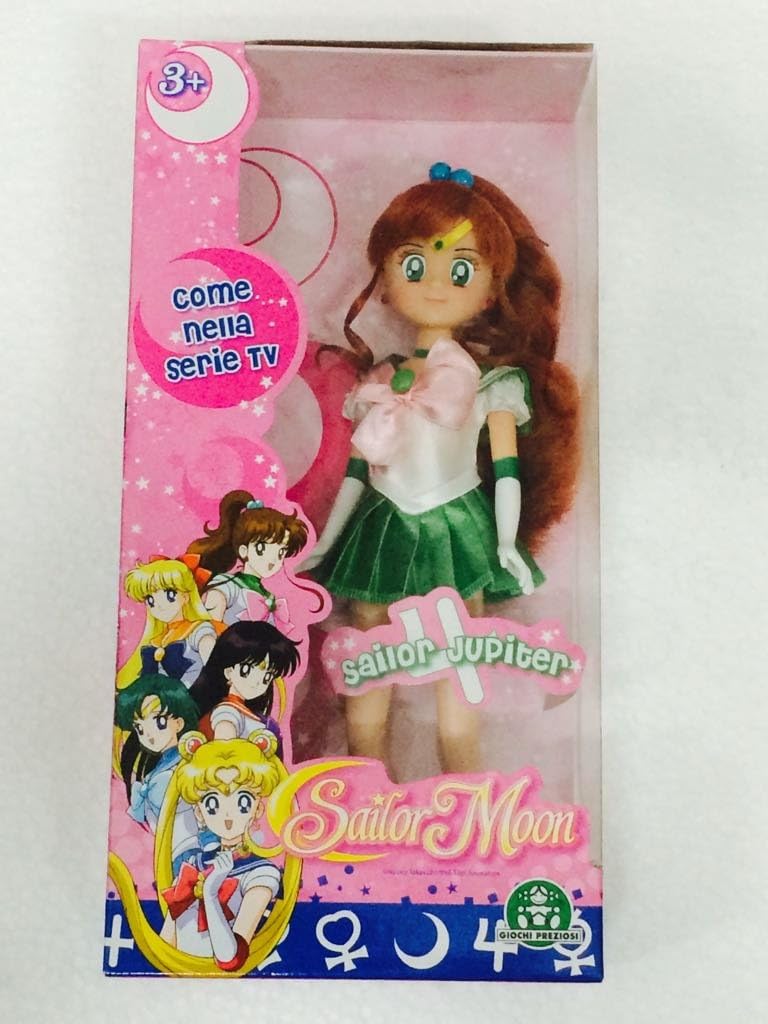 3+
come
nella
serie TV
sailor Jupiter
Sailor Moon
GIOCHI PREZIOSI